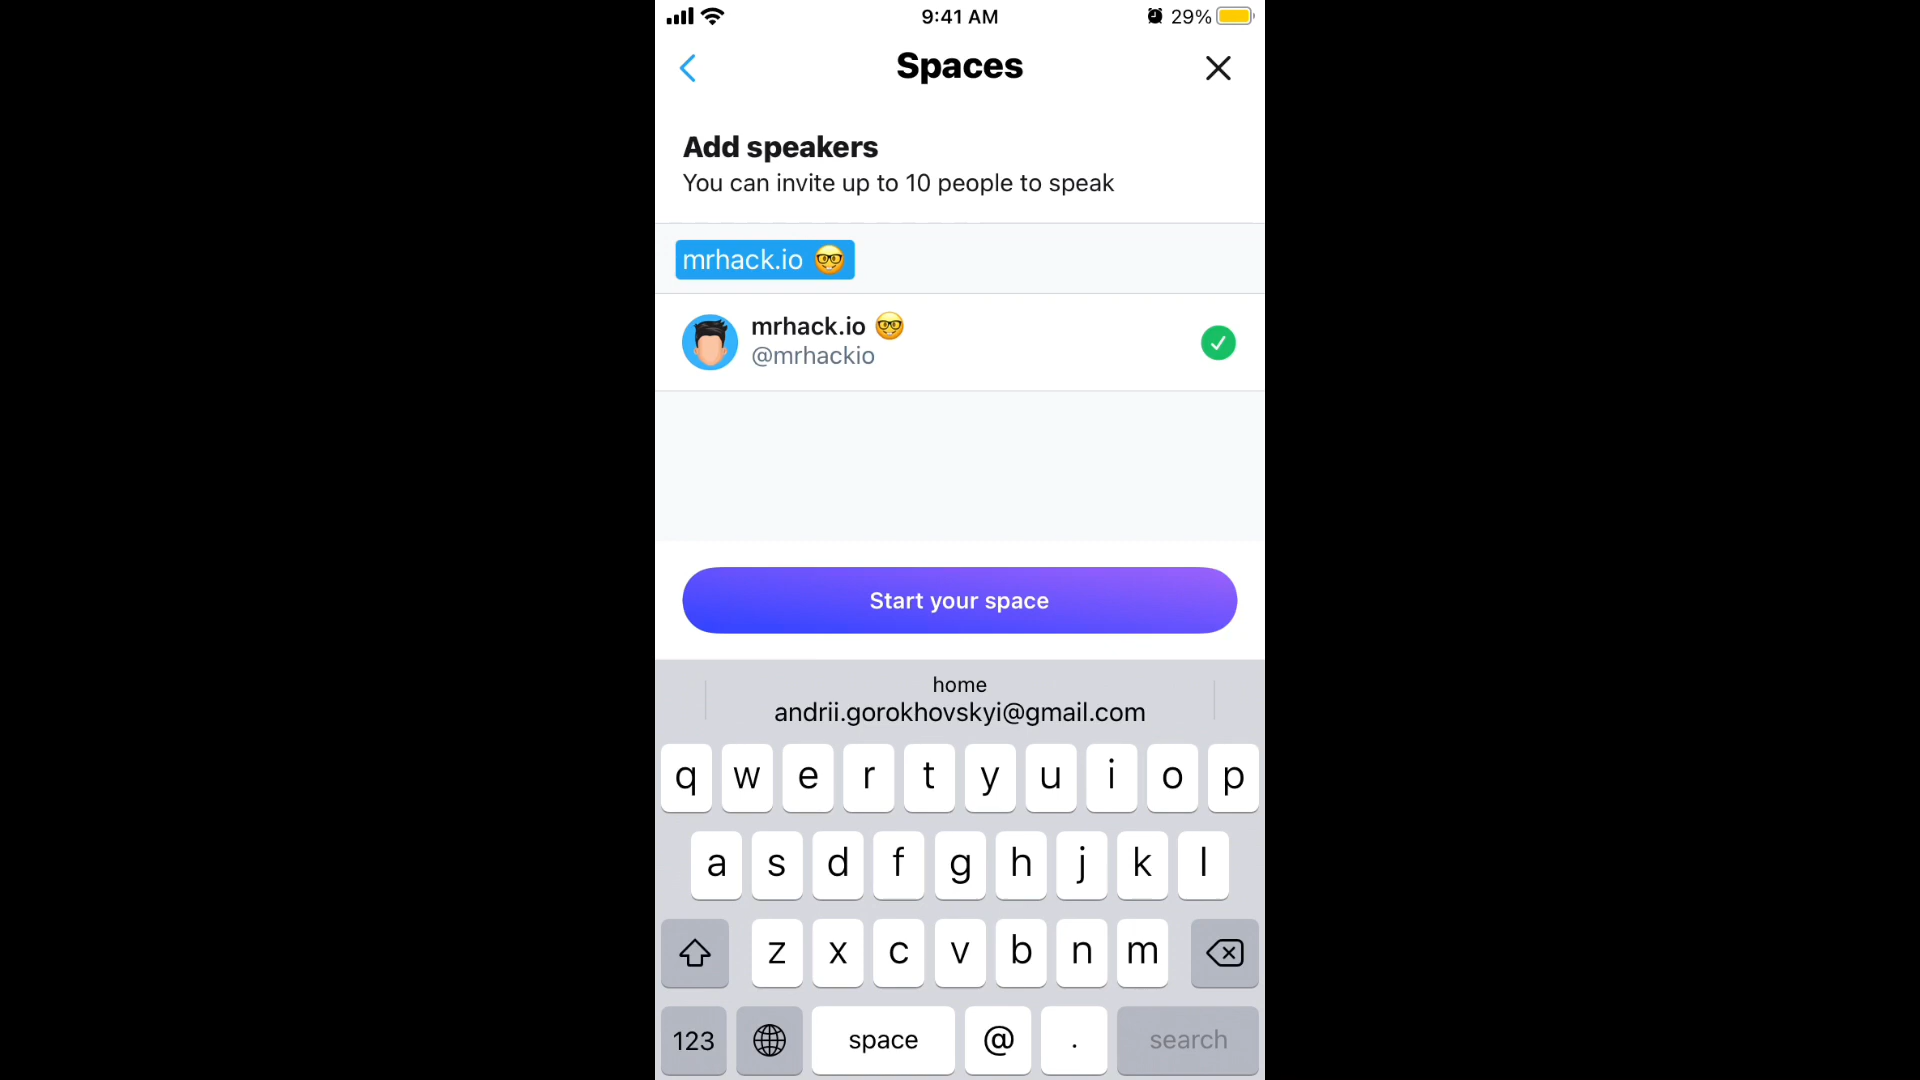 9:41 AM 29%
Spaces
Add speakers
You can invite up to 10 people to speak
mrhack.io 🤓
mrhack.io 🤓
@mrhackio
Start your space
home
andrii.gorokhovskyi@gmail.com
q w e r t y u i o p
a s d f g h j k l
z x c v b n m
123 space @ . search